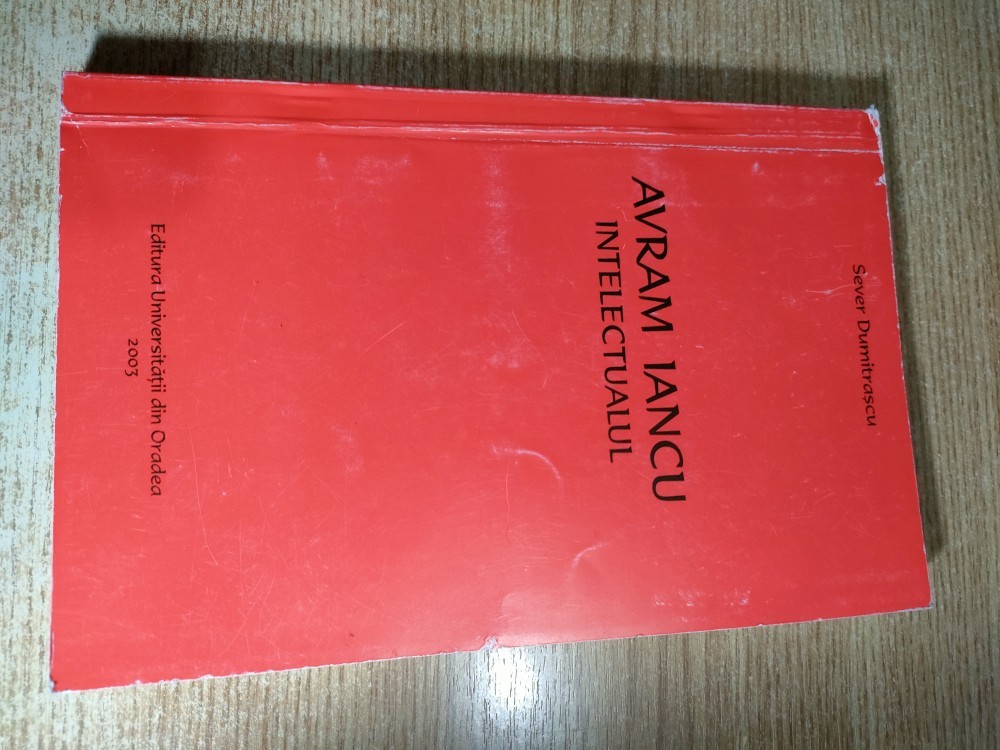 Sever Dumitrașcu
AVRAM IANCU
INTELECTUALUL
Editura Universității din Oradea
2003